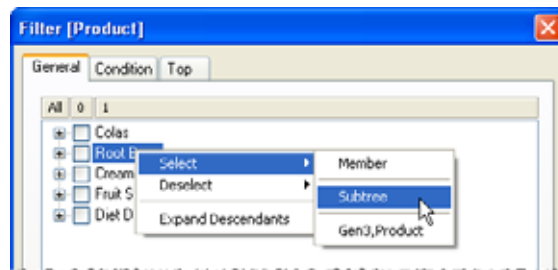 Filter [Product]
General Condition Top
All 0 1
Colas
Root B
Select
Member
Cream
Deselect
Subtree
Fruit S
Expand Descendants
Gen3,Product
Diet D